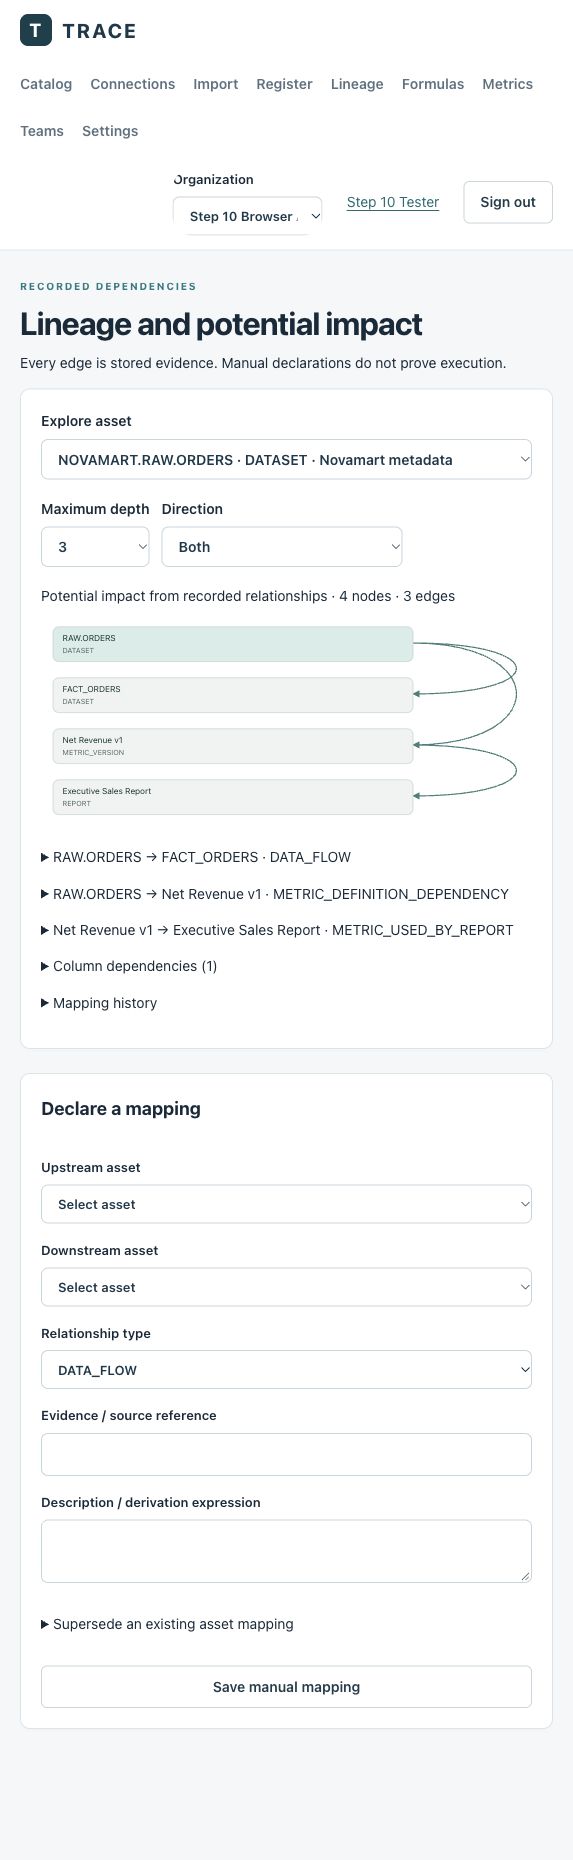 T TRACE
Catalog Connections Import Register Lineage Formulas Metrics
Teams Settings
Organization
Step 10 Browser
Step 10 Tester
Sign out
RECORDED DEPENDENCIES
Lineage and potential impact
Every edge is stored evidence. Manual declarations do not prove execution.
Explore asset
NOVAMART.RAW.ORDERS · DATASET · Novamart metadata
Maximum depth Direction
3 Both
Potential impact from recorded relationships · 4 nodes · 3 edges
RAW.ORDERS
DATASET
FACT_ORDERS
DATASET
Net Revenue v1
METRIC_VERSION
Executive Sales Report
REPORT
RAW.ORDERS → FACT_ORDERS · DATA_FLOW
RAW.ORDERS → Net Revenue v1 · METRIC_DEFINITION_DEPENDENCY
Net Revenue v1 → Executive Sales Report · METRIC_USED_BY_REPORT
Column dependencies (1)
Mapping history
Declare a mapping
Upstream asset
Select asset
Downstream asset
Select asset
Relationship type
DATA_FLOW
Evidence / source reference
Description / derivation expression
Supersede an existing asset mapping
Save manual mapping